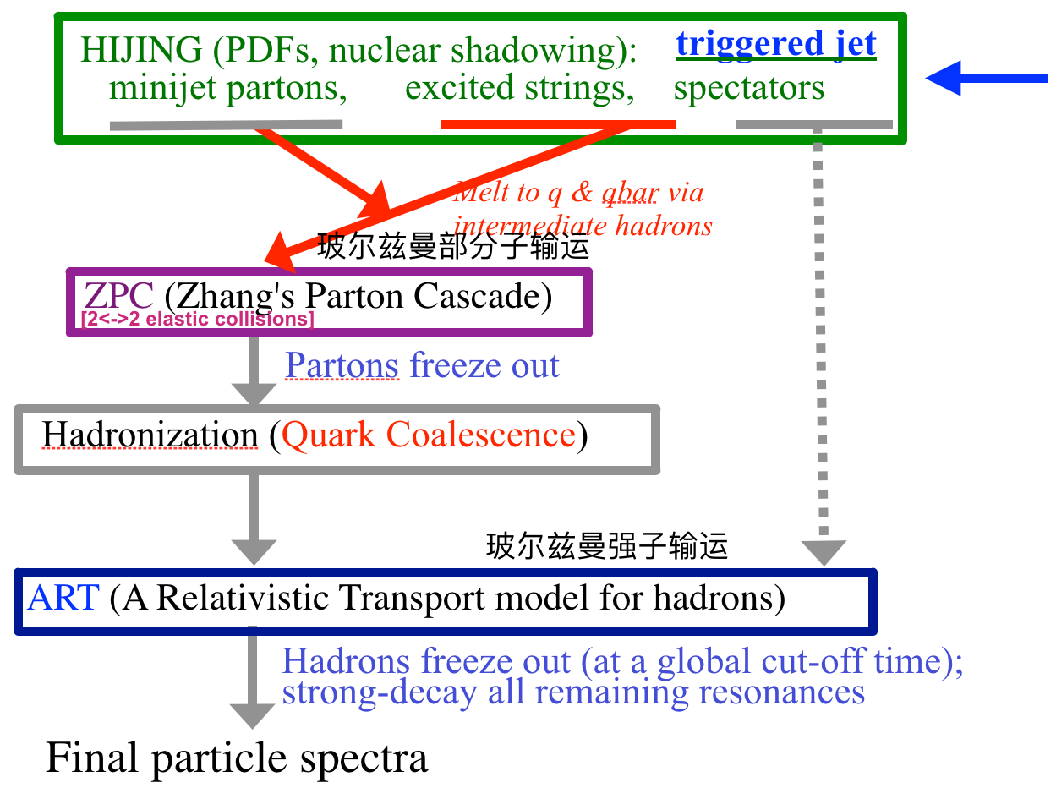 HIJING (PDFs, nuclear shadowing): triggered jet
minijet partons, excited strings, spectators
Melt to q & qbar via
intermediate hadrons
玻尔兹曼部分子输运
ZPC (Zhang's Parton Cascade)
[2<->2 elastic collisions]
Partons freeze out
Hadronization (Quark Coalescence)
玻尔兹曼强子输运
ART (A Relativistic Transport model for hadrons)
Hadrons freeze out (at a global cut-off time);
strong-decay all remaining resonances
Final particle spectra